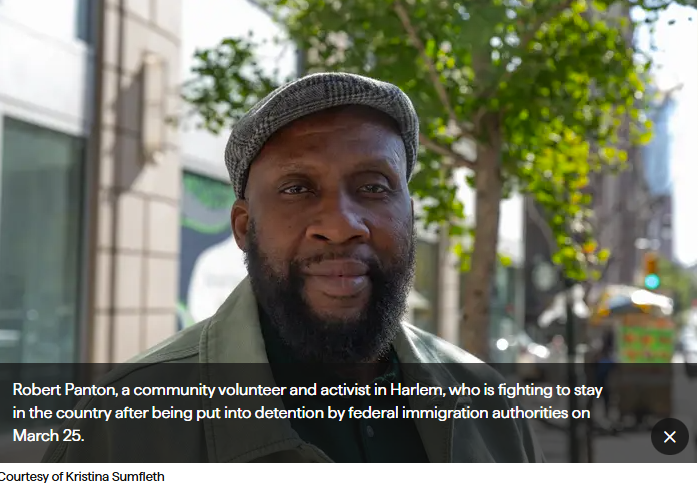 Robert Panton, a community volunteer and activist in Harlem, who is fighting to stay
in the country after being put into detention by federal immigration authorities on
March 25.
Courtesy of Kristina Sumfleth